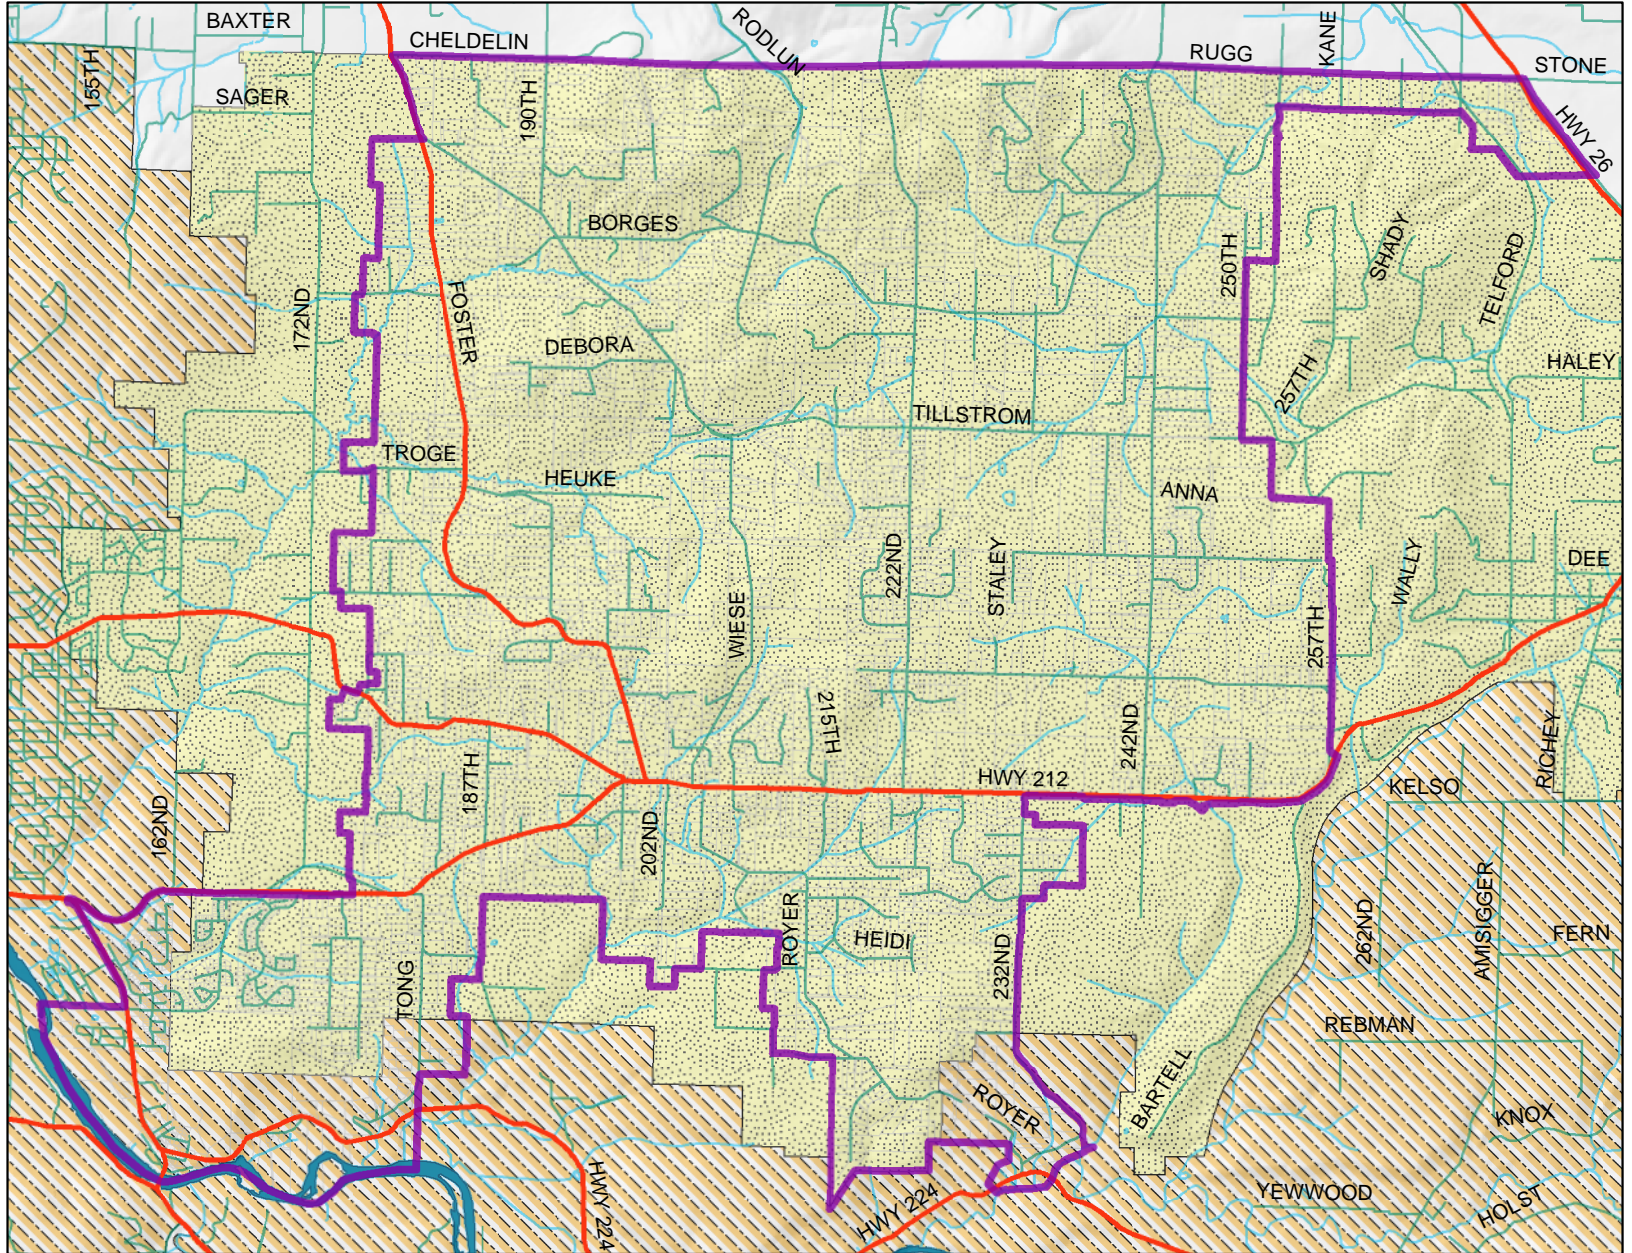 BAXTER
RODLUN
KANE
CHELDELIN
RUGG
STONE
155TH
SAGER
190TH
HWY 26
BORGES
SHADY
250TH
TELFORD
172ND
FOSTER
DEBORA
HALEY
257TH
TILLSTROM
TROGE
HEUKE
ANNA
222ND
STALEY
WALLY
DEE
WIESE
257TH
215TH
242ND
RICHEY
187TH
HWY 212
KELSO
162ND
202ND
ROYER
HEIDI
262ND
AMISIGGER
FERN
TONG
232ND
REBMAN
ROYER
BARTELL
KNOX
HWY 224
HWY 224
YEWWOOD
HOLST